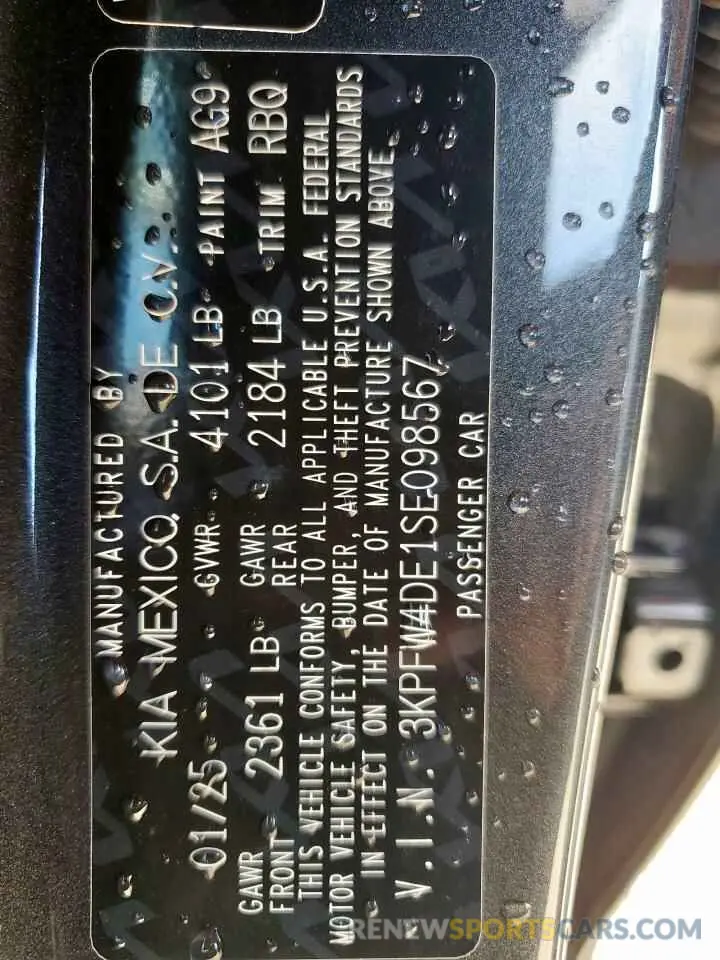 MANUFACTURED BY
KIA MEXICO, S.A. DE C.V.
01/25 GVWR 4101 LB PAINT AG9
GAWR FRONT 2361 LB GAWR REAR 2184 LB TRIM RBQ
THIS VEHICLE CONFORMS TO ALL APPLICABLE U.S.A. FEDERAL
MOTOR VEHICLE SAFETY, BUMPER, AND THEFT PREVENTION STANDARDS
IN EFFECT ON THE DATE OF MANUFACTURE SHOWN ABOVE.
V.I.N. 3KPFW4DE1SE098567
PASSENGER CAR
RENEWSPORTSCARS.COM